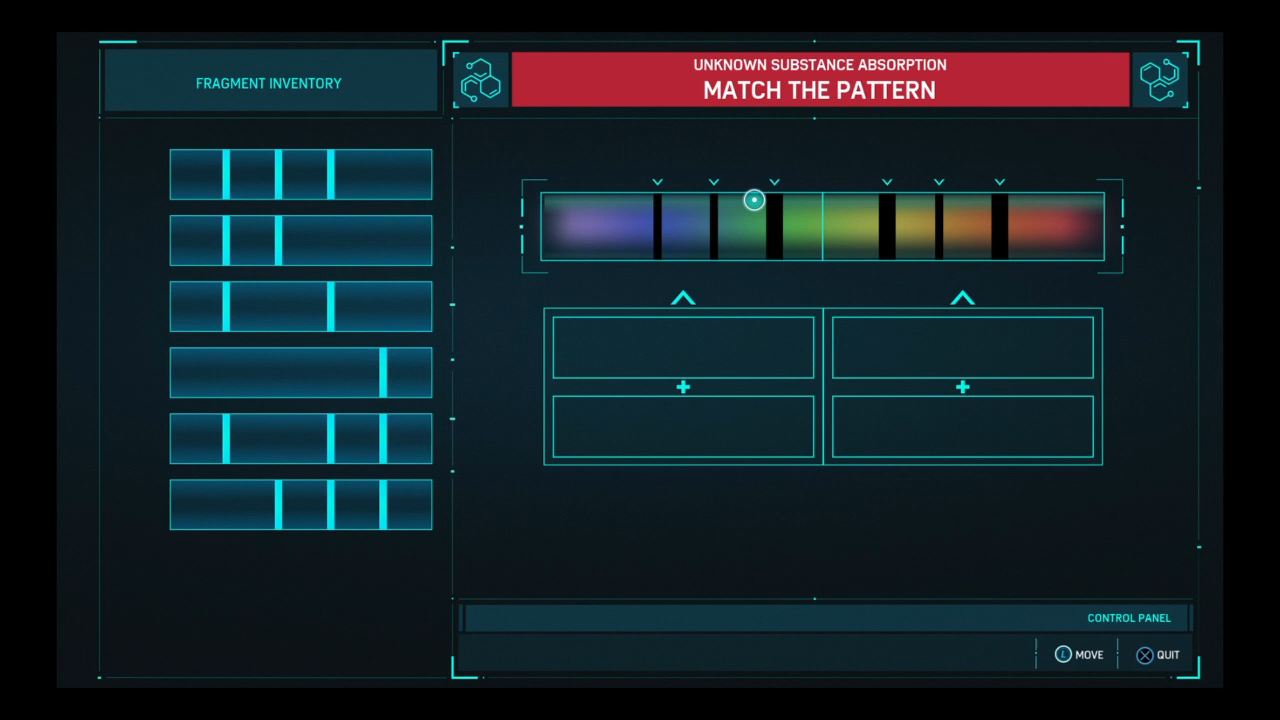 FRAGMENT INVENTORY
UNKNOWN SUBSTANCE ABSORPTION
MATCH THE PATTERN
CONTROL PANEL
L MOVE
QUIT